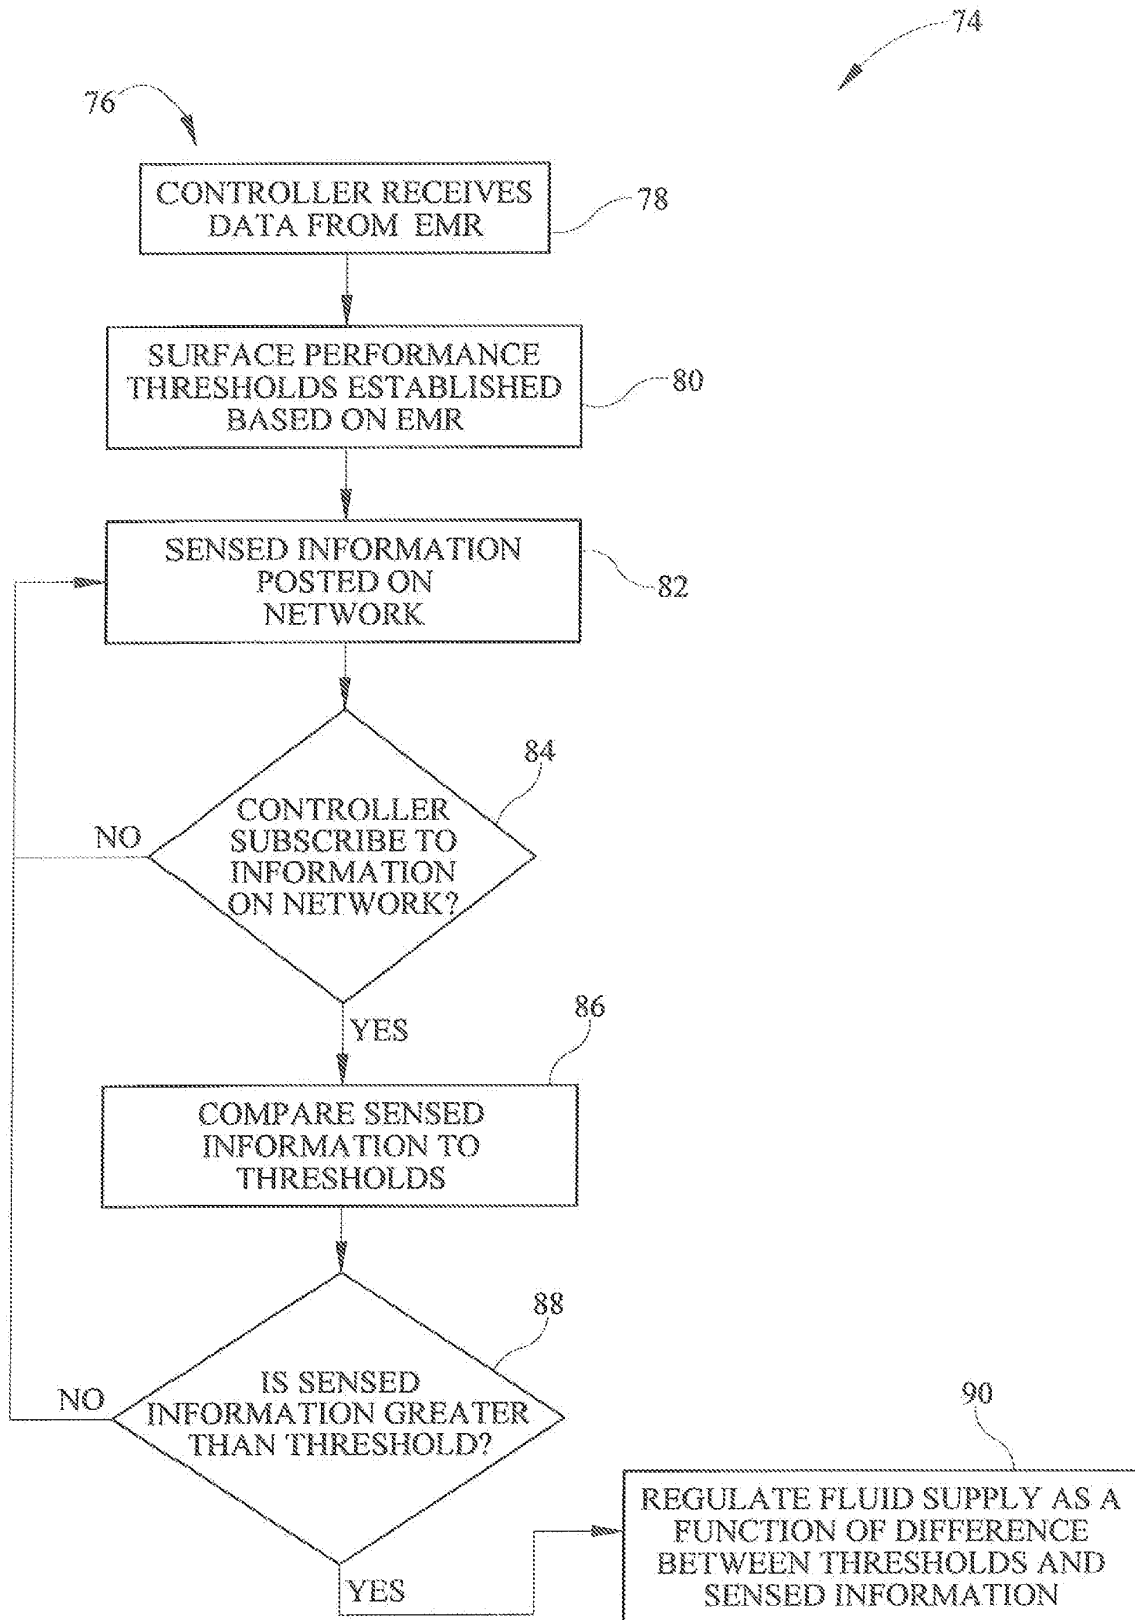 74
76
CONTROLLER RECEIVES
DATA FROM EMR
78
SURFACE PERFORMANCE
THRESHOLDS ESTABLISHED
BASED ON EMR
80
SENSED INFORMATION
POSTED ON
NETWORK
82
84
CONTROLLER
SUBSCRIBE TO
INFORMATION
ON NETWORK?
NO
YES
86
COMPARE SENSED
INFORMATION TO
THRESHOLDS
88
IS SENSED
INFORMATION GREATER
THAN THRESHOLD?
NO
YES
90
REGULATE FLUID SUPPLY AS A
FUNCTION OF DIFFERENCE
BETWEEN THRESHOLDS AND
SENSED INFORMATION